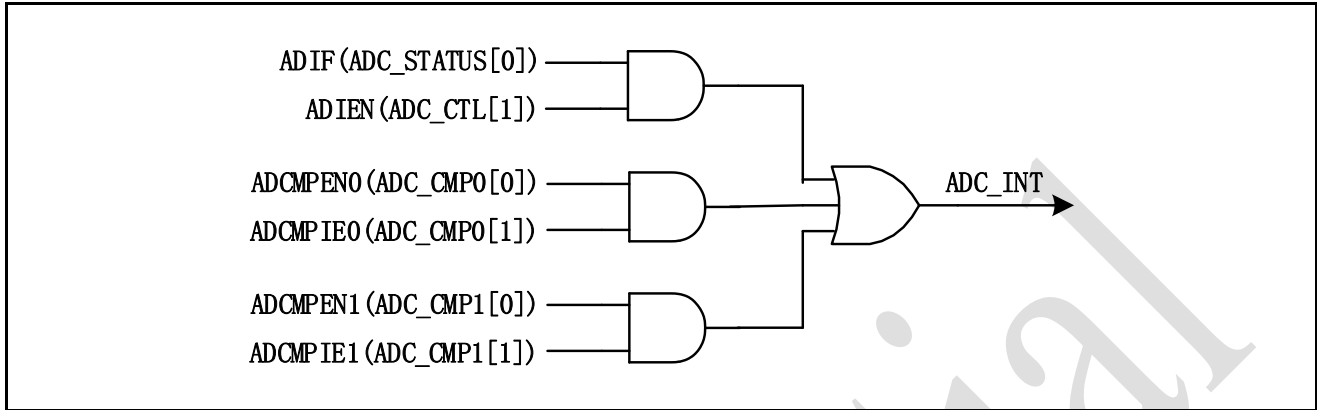 ADIF(ADC_STATUS[0])
ADIEN(ADC_CTL[1])
ADCMPEN0(ADC_CMP0[0])
ADC_INT
ADCMPIE0(ADC_CMP0[1])
ADCMPEN1(ADC_CMP1[0])
ADCMPIE1(ADC_CMP1[1])
ial